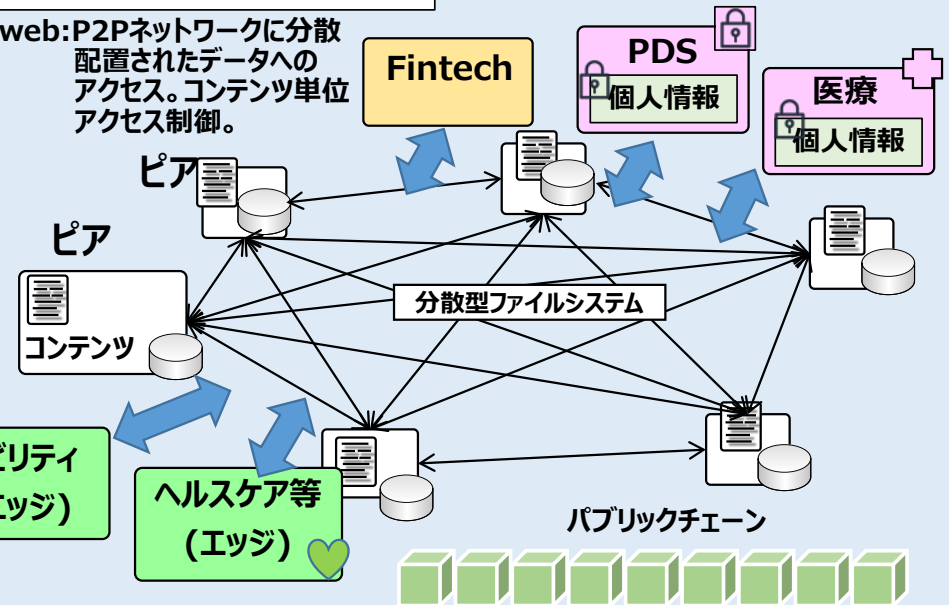 web:P2Pネットワークに分散
配置されたデータへの
アクセス。コンテンツ単位
アクセス制御。
Fintech
PDS
個人情報
医療
個人情報
ピア
ピア
コンテンツ
分散型ファイルシステム
ビリティ
ッジ)
ヘルスケア等
(エッジ)
パブリックチェーン